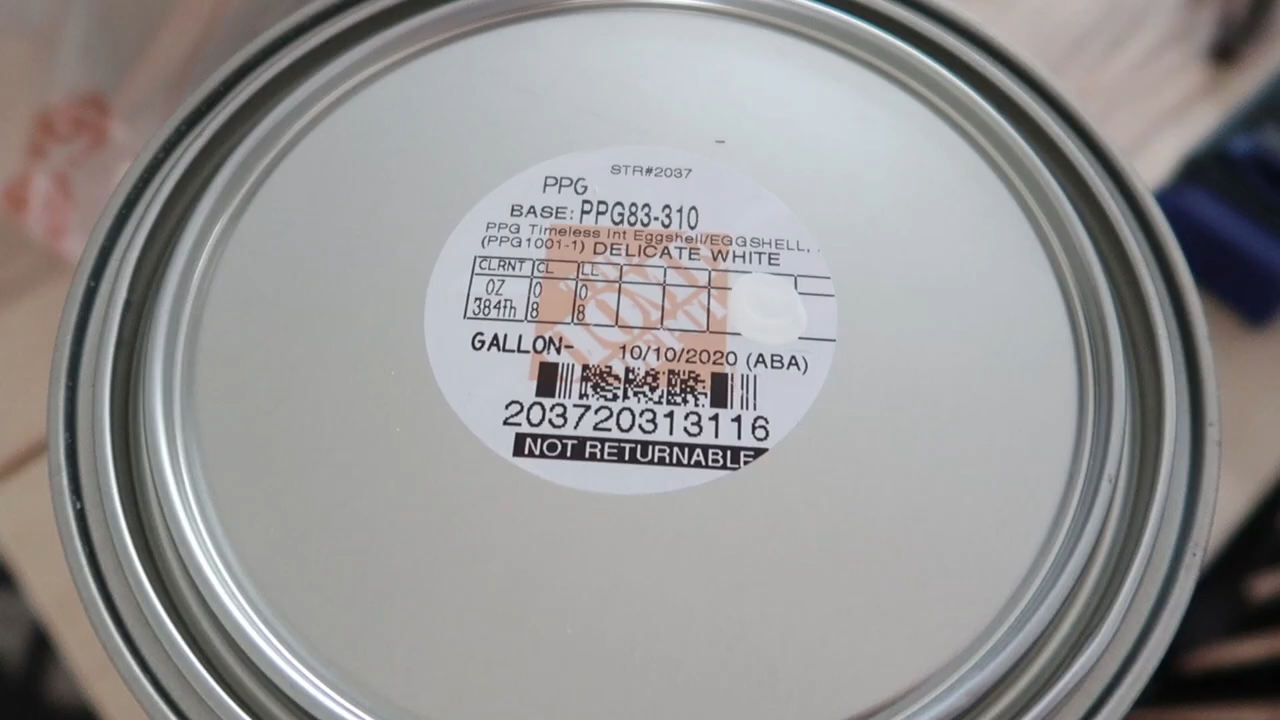 STR#2037
PPG
BASE: PPG83-310
PPG Timeless Int Eggshell/EGGSHELL,
(PPG1001-1) DELICATE WHITE
CLRNT CL LL
OZ 0 0
384th 8 8
GALLON- 10/10/2020 (ABA)
203720313116
NOT RETURNABLE